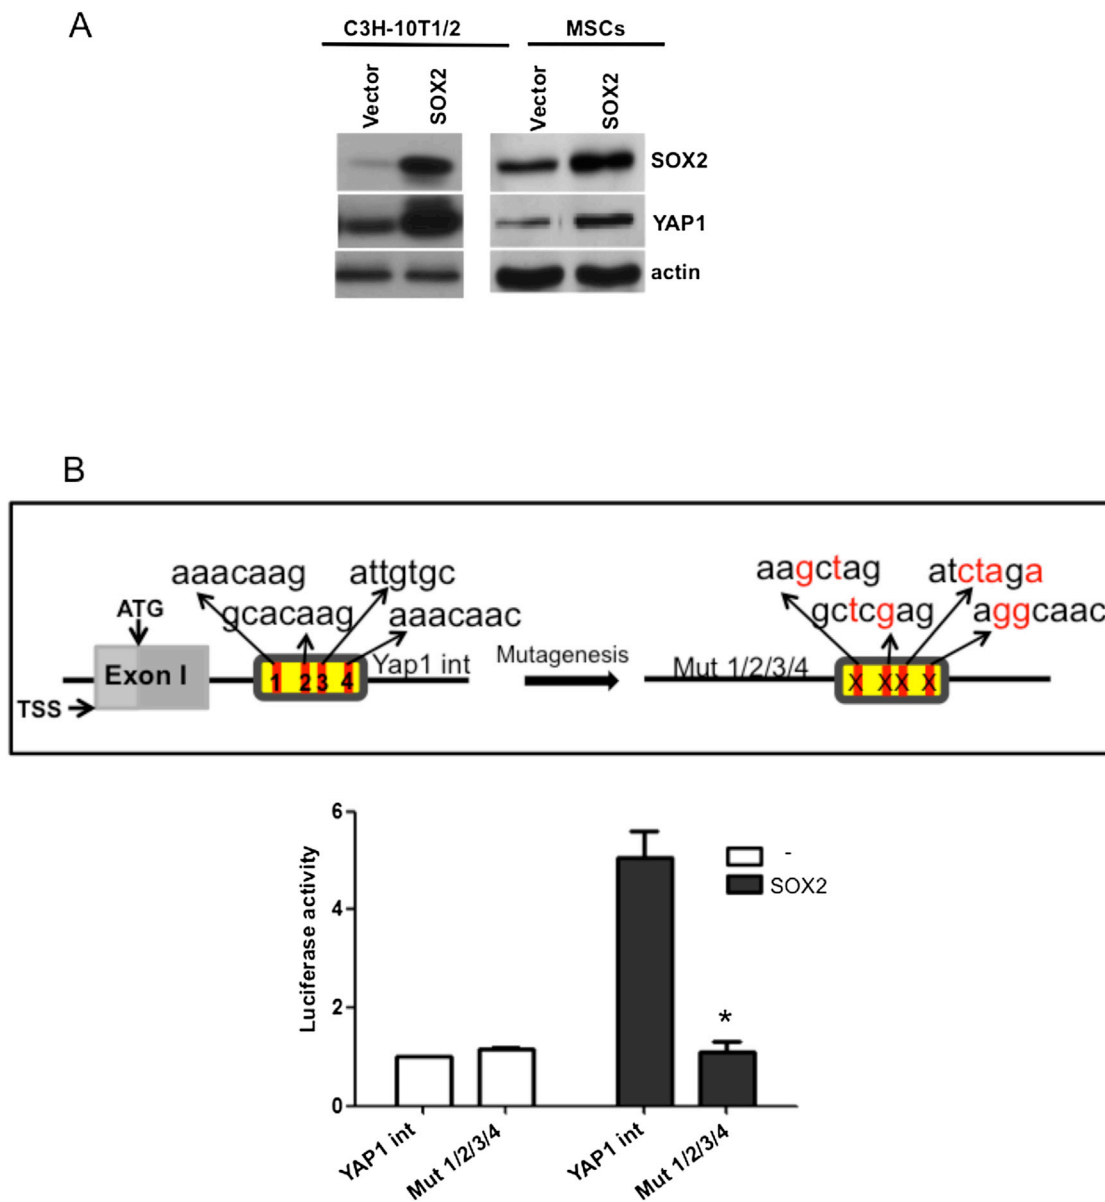 A
C3H-10T1/2 MSCs
Vector SOX2 Vector SOX2
SOX2
YAP1
actin
B
aaacaag attgtgc
gcacaag aaacaac
ATG
Exon I
TSS
1 2 3 4
Yap1 int
Mutagenesis
aagctag atctaga
gctcgag aggcaac
Mut 1/2/3/4
X X X X
Luciferase activity
6
4
2
0
-
SOX2
*
YAP1 int Mut 1/2/3/4 YAP1 int Mut 1/2/3/4